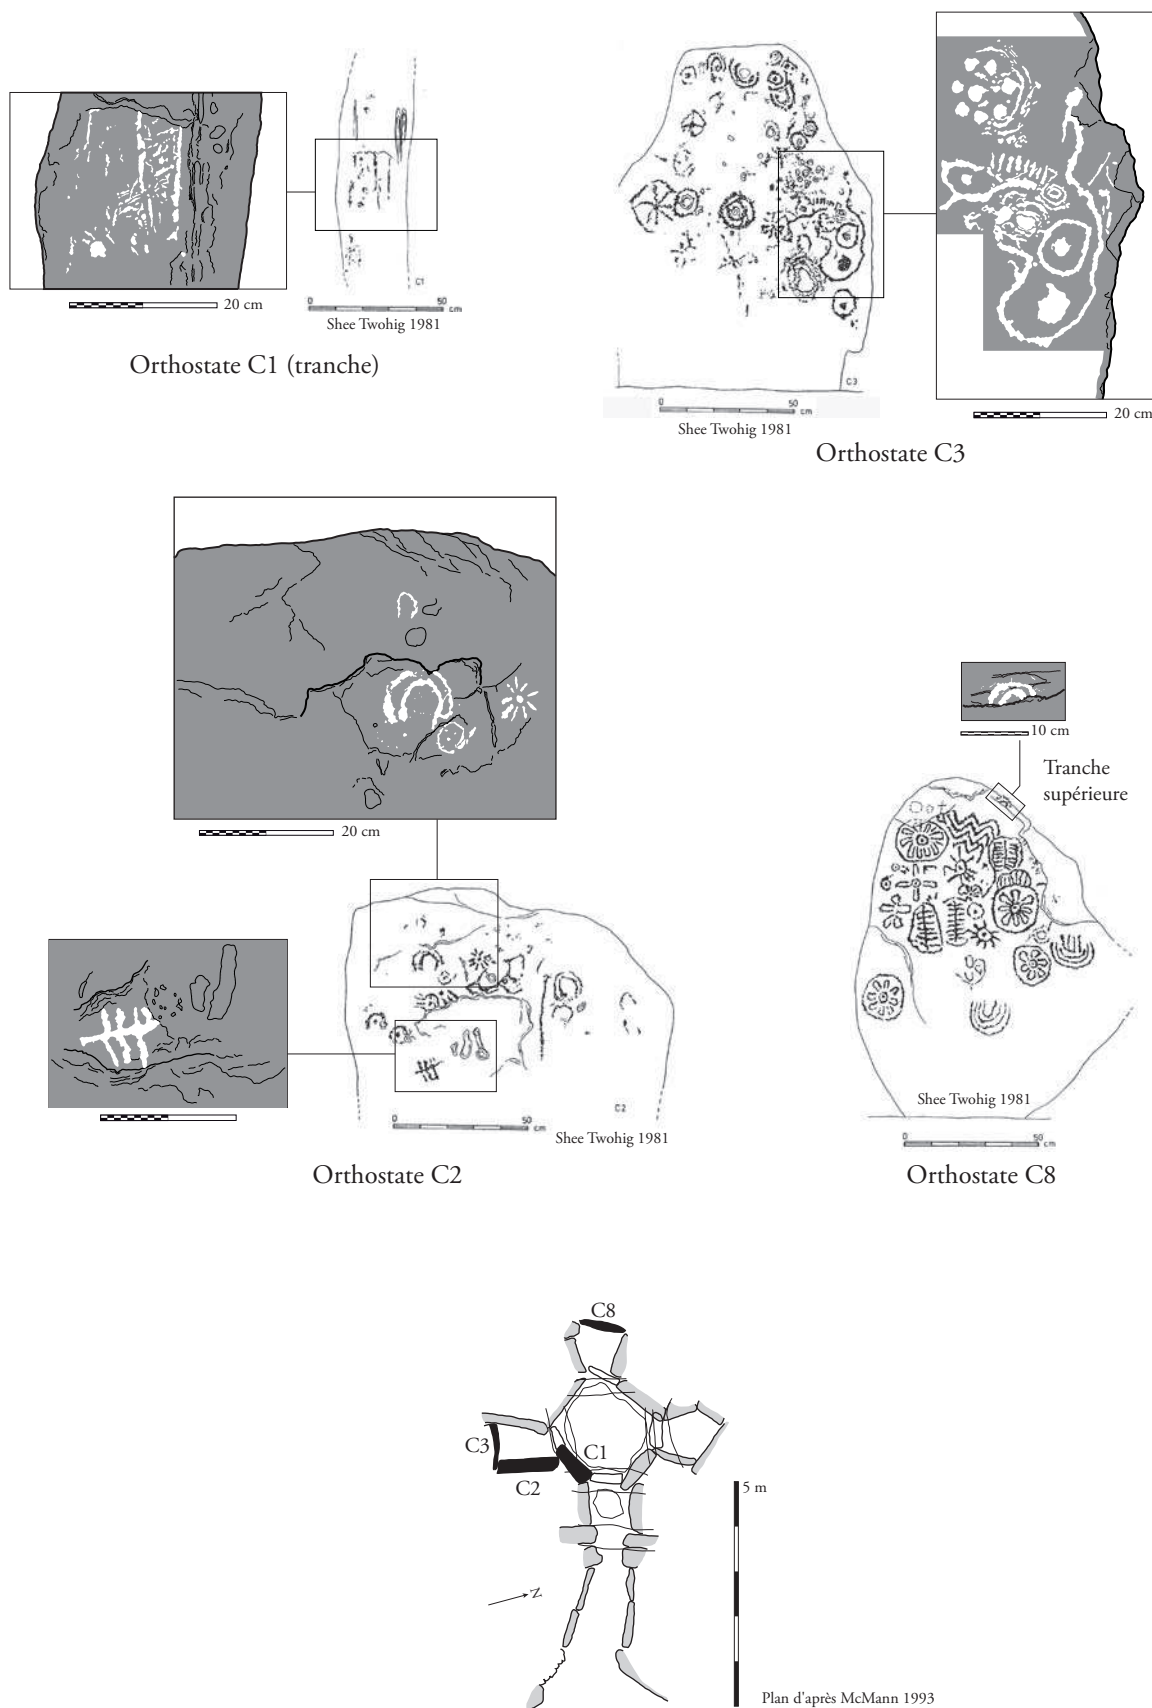 20 cm
C1
0 50 cm
Shee Twohig 1981
Orthostate C1 (tranche)
C3
0 50 cm
Shee Twohig 1981
20 cm
Orthostate C3
20 cm
C2
0 50 cm
Shee Twohig 1981
Orthostate C2
10 cm
Tranche
supérieure
Shee Twohig 1981
0 50 cm
Orthostate C8
C8
C3
C1
C2
5 m
N
Plan d'après McMann 1993